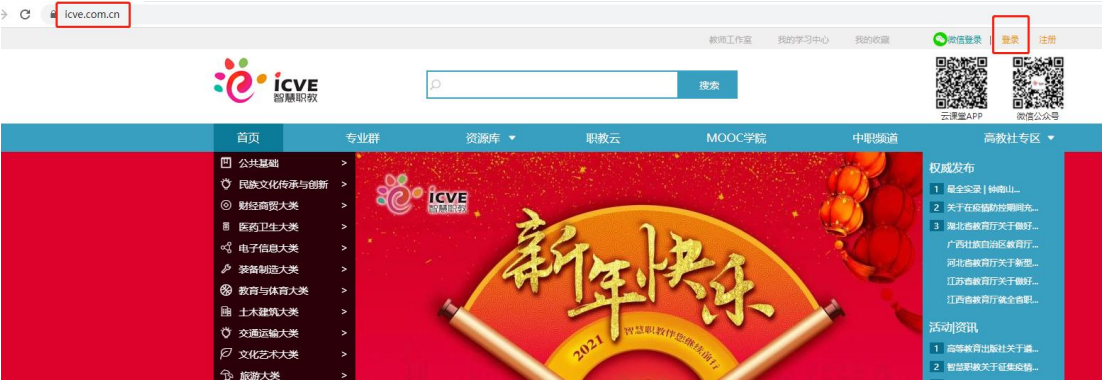 icve.com.cn
教师工作室 我的学习中心 我的收藏 微信登录 | 登录 注册
icve
智慧职教
搜索
云课堂APP 微信公众号
首页 专业群 资源库 职教云 MOOC学院 中职频道 高教社专区
公共基础 >
民族文化传承与创新 >
财经商贸大类 >
医药卫生大类 >
电子信息大类 >
装备制造大类 >
教育与体育大类 >
土木建筑大类 >
交通运输大类 >
文化艺术大类 >
旅游大类 >
icve
智慧职教
新年快乐
2021 智慧职教伴您继续前行
权威发布
1 最全实录 | 钟南山...
2 关于在疫情防控期间充...
3 湖北省教育厅关于做好...
广西壮族自治区教育厅...
河北省教育厅关于新型...
江苏省教育厅关于做好...
江西省教育厅就全省职...
活动|资讯
1 高等教育出版社关于遴...
2 智慧职教关于征集疫情...